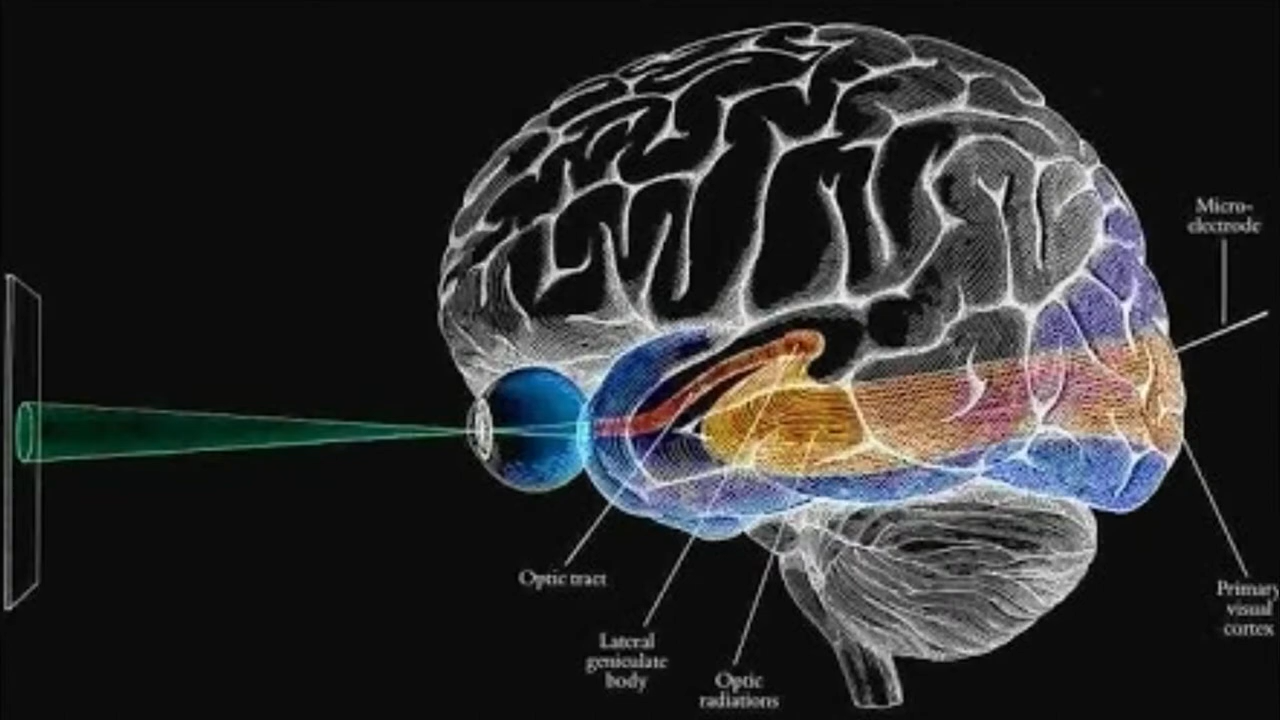 Micro-
electrode
Optic tract
Lateral
geniculate
body
Optic
radiations
Primary
visual
cortex